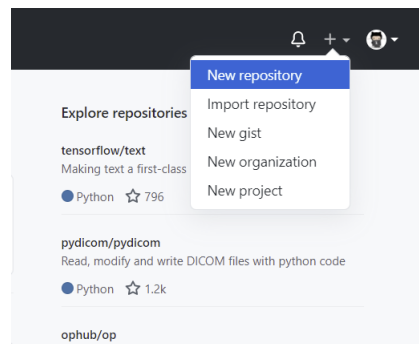 New repository
Import repository
New gist
New organization
New project
Explore repositories
tensorflow/text
Making text a first-class
Python 796
pydicom/pydicom
Read, modify and write DICOM files with python code
Python 1.2k
ophub/op